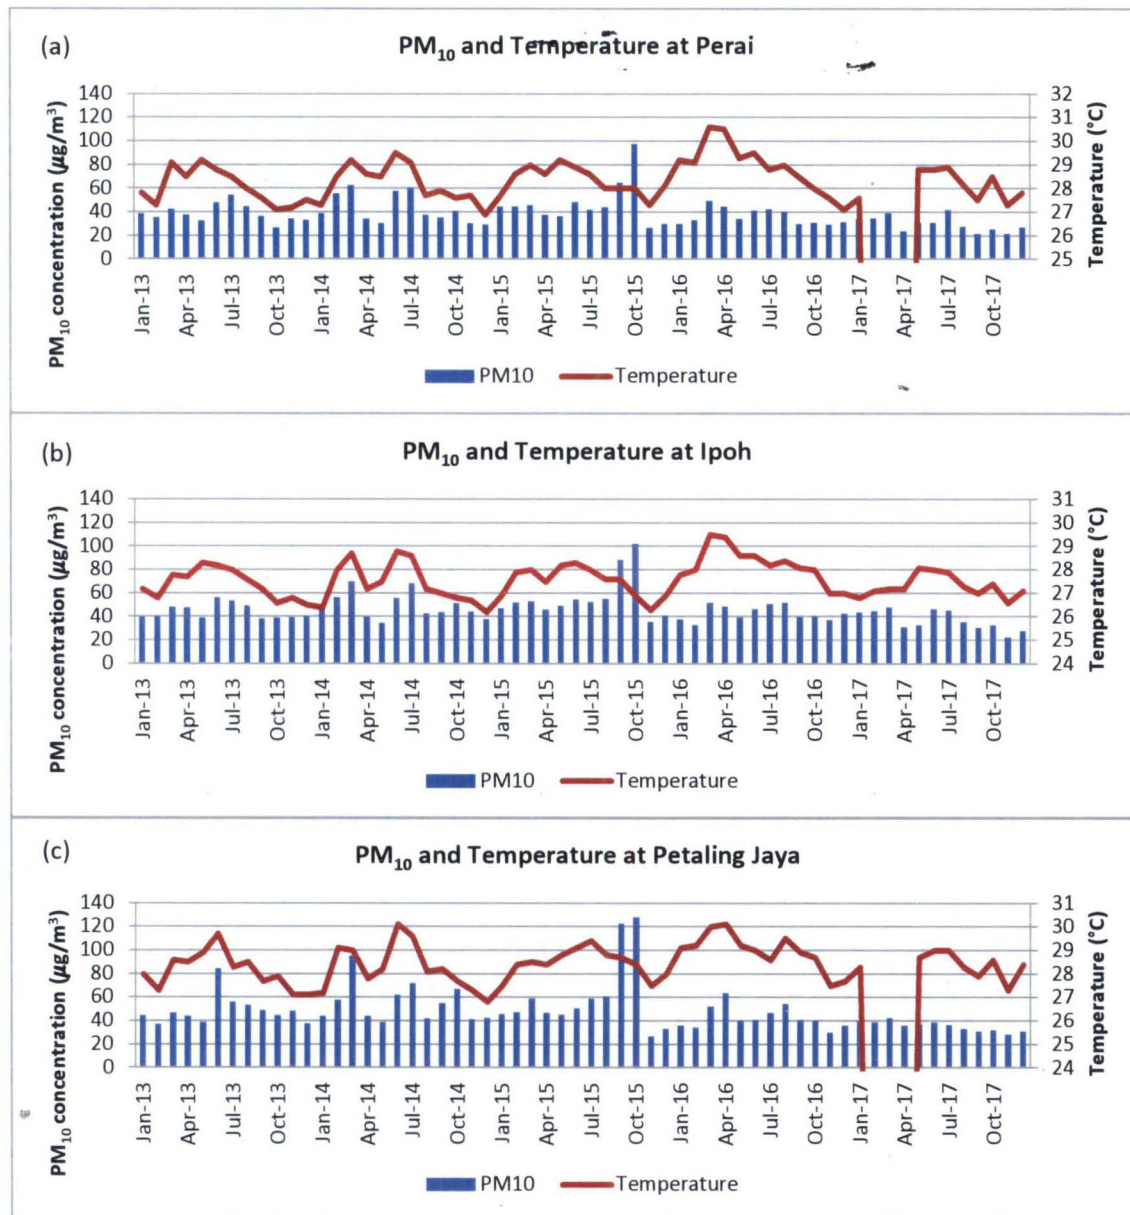 (a)
PM₁₀ and Temperature at Perai
PM₁₀ concentration (µg/m³)
140
120
100
80
60
40
20
0
32
31
30
29
28
27
26
25
Temperature (°C)
Jan-13
Apr-13
Jul-13
Oct-13
Jan-14
Apr-14
Jul-14
Oct-14
Jan-15
Apr-15
Jul-15
Oct-15
Jan-16
Apr-16
Jul-16
Oct-16
Jan-17
Apr-17
Jul-17
Oct-17
PM10 Temperature
(b)
PM₁₀ and Temperature at Ipoh
PM₁₀ concentration (µg/m³)
140
120
100
80
60
40
20
0
31
30
29
28
27
26
25
24
Temperature (°C)
Jan-13
Apr-13
Jul-13
Oct-13
Jan-14
Apr-14
Jul-14
Oct-14
Jan-15
Apr-15
Jul-15
Oct-15
Jan-16
Apr-16
Jul-16
Oct-16
Jan-17
Apr-17
Jul-17
Oct-17
PM10 Temperature
(c)
PM₁₀ and Temperature at Petaling Jaya
PM₁₀ concentration (µg/m³)
140
120
100
80
60
40
20
0
31
30
29
28
27
26
25
24
Temperature (°C)
Jan-13
Apr-13
Jul-13
Oct-13
Jan-14
Apr-14
Jul-14
Oct-14
Jan-15
Apr-15
Jul-15
Oct-15
Jan-16
Apr-16
Jul-16
Oct-16
Jan-17
Apr-17
Jul-17
Oct-17
PM10 Temperature